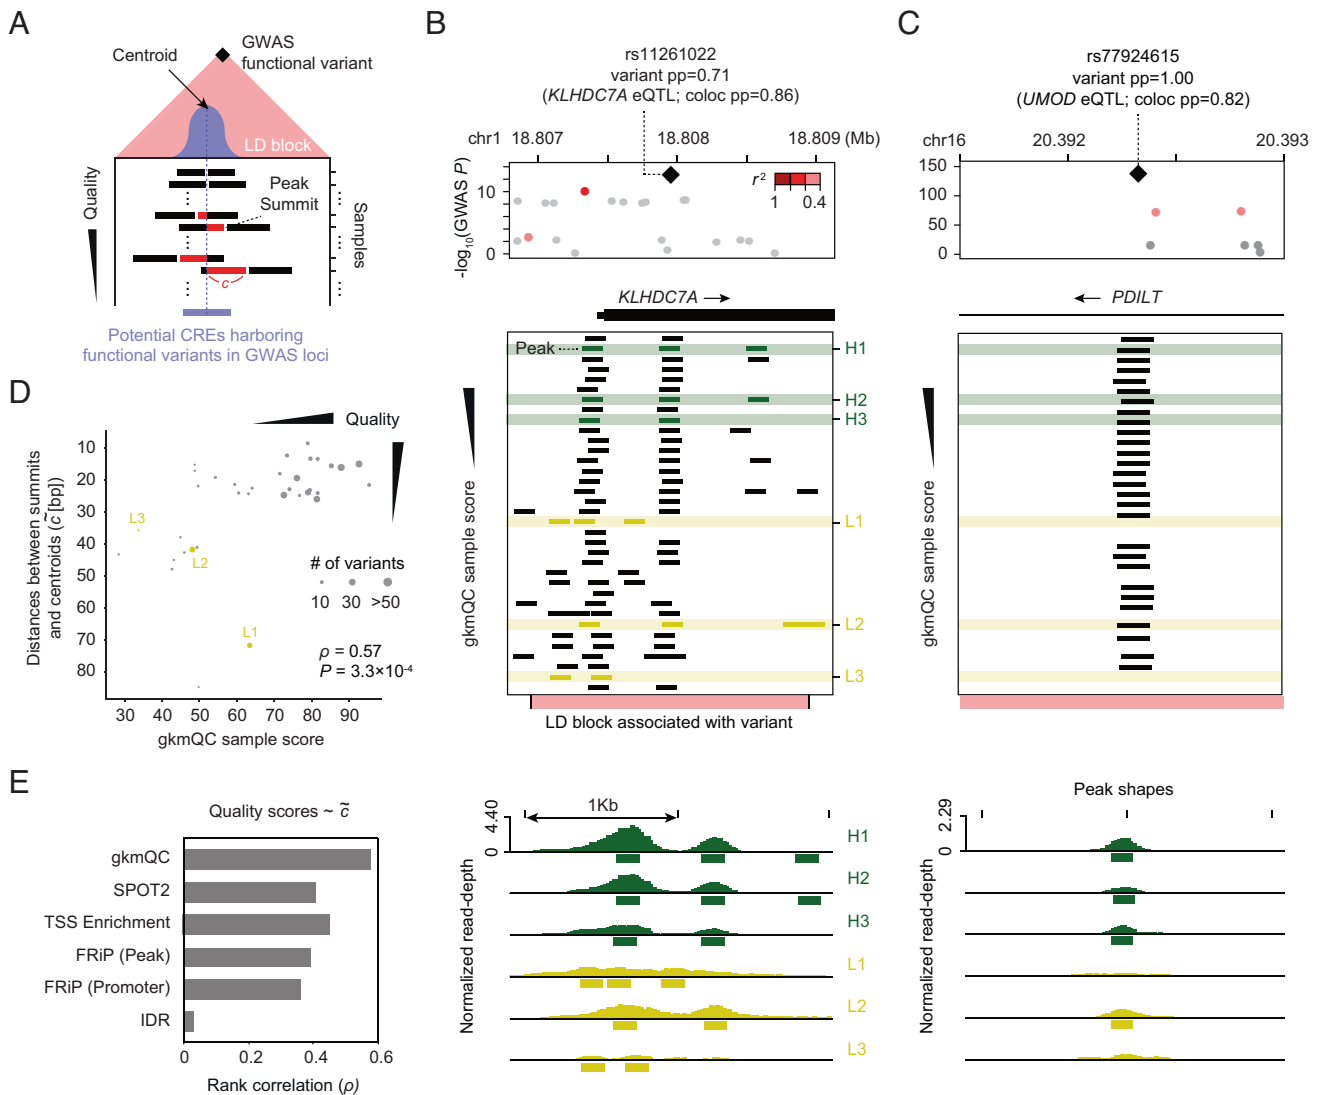 A
GWAS
functional variant
Centroid
LD block
Quality
Peak
Summit
Samples
c
Potential CREs harboring
functional variants in GWAS loci
B
rs11261022
variant pp=0.71
(KLHDC7A eQTL; coloc pp=0.86)
chr1 18.807 18.808 18.809 (Mb)
-log10(GWAS P)
10
0
r²
1 0.4
KLHDC7A
Peak
H1
H2
H3
L1
L2
L3
gkmQC sample score
LD block associated with variant
C
rs77924615
variant pp=1.00
(UMOD eQTL; coloc pp=0.82)
chr16 20.392 20.393
150
100
50
0
PDILT
gkmQC sample score
D
Quality
Distances between summits
and centroids (c̃ [bp])
10
20
30
40
50
60
70
80
L3
L2
L1
# of variants
10 30 >50
ρ = 0.57
P = 3.3×10⁻⁴
30 40 50 60 70 80 90
gkmQC sample score
E
Quality scores ~ c̃
gkmQC
SPOT2
TSS Enrichment
FRiP (Peak)
FRiP (Promoter)
IDR
0 0.2 0.4 0.6
Rank correlation (ρ)
Normalized read-depth
4.40
0
1Kb
H1
H2
H3
L1
L2
L3
Peak shapes
Normalized read-depth
2.29
0